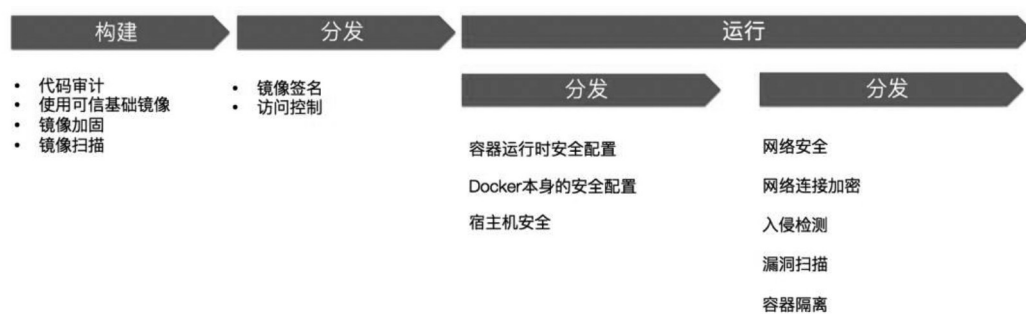 构建
分发
运行
• 代码审计
• 使用可信基础镜像
• 镜像加固
• 镜像扫描
• 镜像签名
• 访问控制
分发
容器运行时安全配置
Docker本身的安全配置
宿主机安全
分发
网络安全
网络连接加密
入侵检测
漏洞扫描
容器隔离